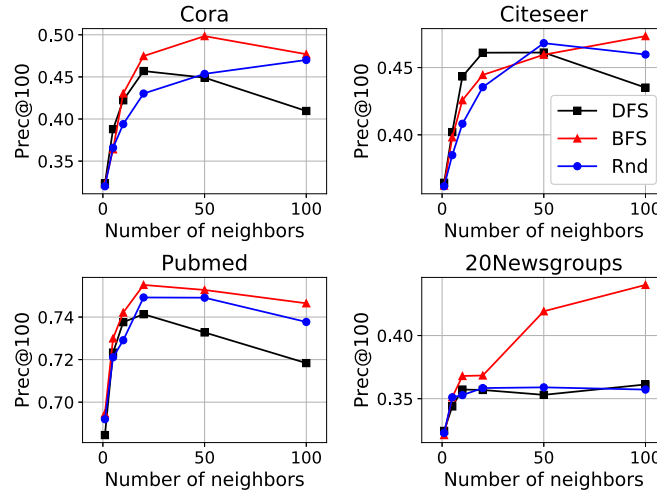 Cora
Prec@100
0.50
0.45
0.40
0.35
0
50
100
Number of neighbors
Citeseer
Prec@100
0.45
0.40
DFS
BFS
Rnd
0
50
100
Number of neighbors
Pubmed
Prec@100
0.74
0.72
0.70
0
50
100
Number of neighbors
20Newsgroups
Prec@100
0.40
0.35
0
50
100
Number of neighbors